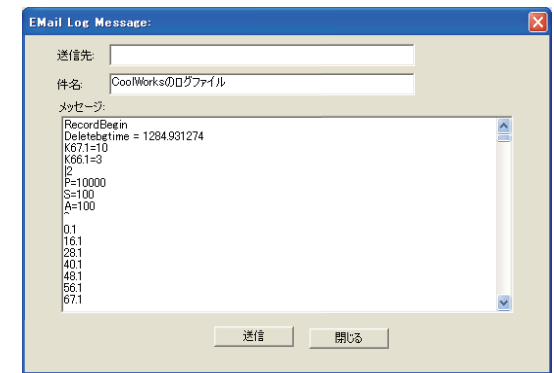 EMail Log Message:
送信先:
件名: CoolWorksのログファイル
メッセージ:
RecordBegin
Deletebgtime = 1284.931274
K67.1=10
K66.1=3
|2
P=10000
S=100
A=100
^
0.1
16.1
28.1
40.1
48.1
56.1
67.1
送信 閉じる